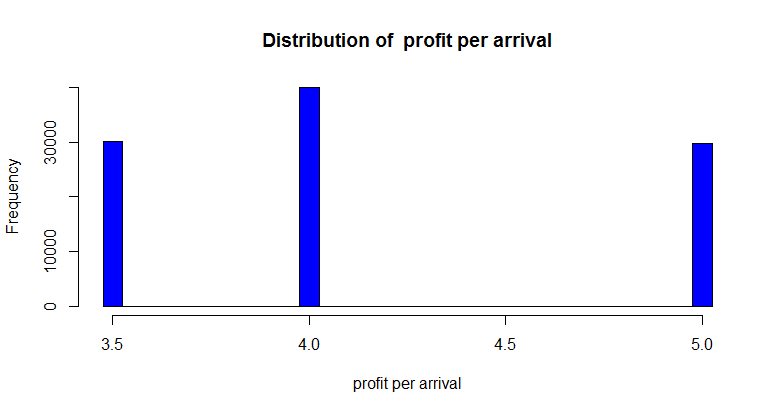 Distribution of  profit per arrival
Frequency
30000
10000
0
3.5 4.0 4.5 5.0
profit per arrival